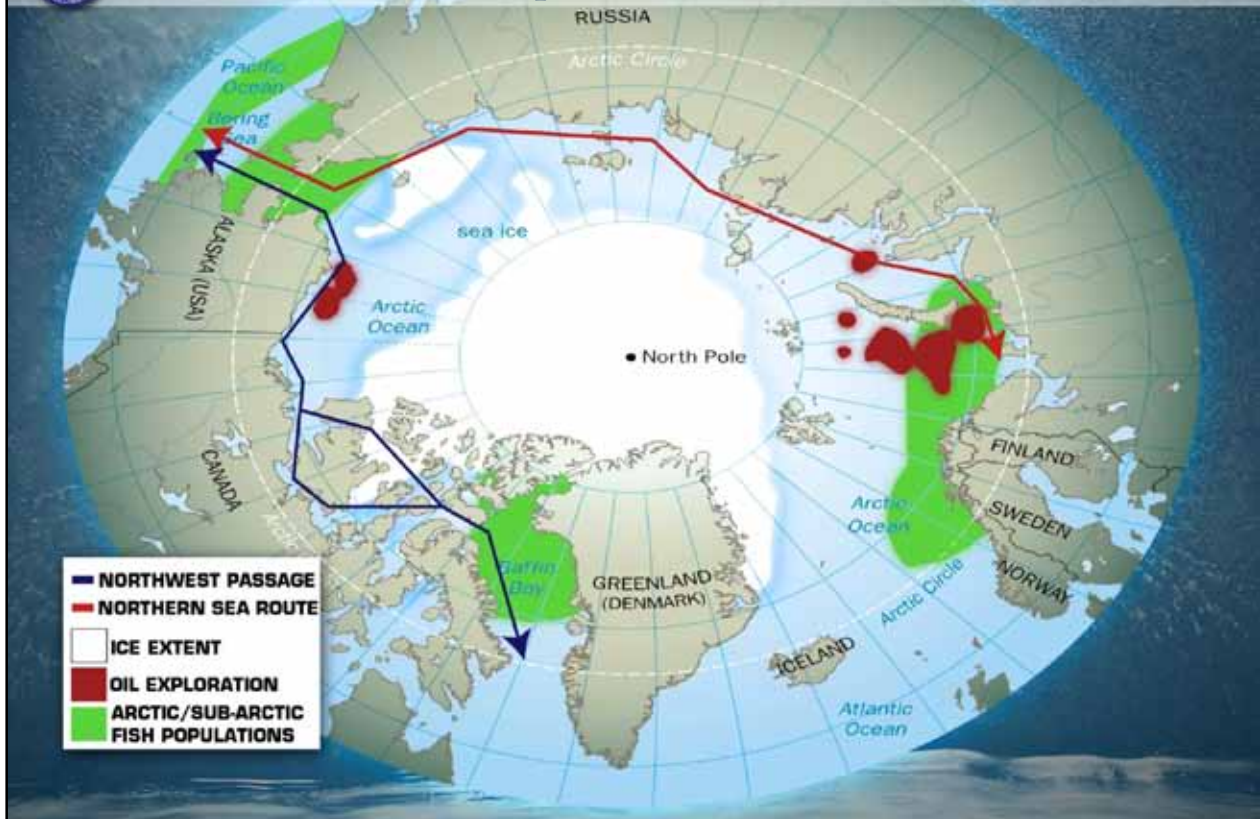 RUSSIA
Arctic Circle
Pacific
Ocean
Bering
Sea
sea ice
ALASKA (USA)
Arctic
Ocean
North Pole
CANADA
FINLAND
Arctic
Ocean
SWEDEN
NORWAY
Baffin
Bay
GREENLAND
(DENMARK)
Arctic Circle
ICELAND
Atlantic
Ocean
NORTHWEST PASSAGE
NORTHERN SEA ROUTE
ICE EXTENT
OIL EXPLORATION
ARCTIC/SUB-ARCTIC
FISH POPULATIONS